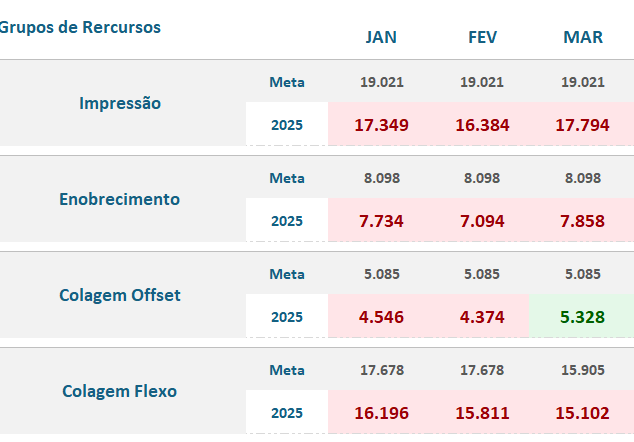 Grupos de Rercursos
JAN FEV MAR
Impressão
Meta 19.021 19.021 19.021
2025 17.349 16.384 17.794
Enobrecimento
Meta 8.098 8.098 8.098
2025 7.734 7.094 7.858
Colagem Offset
Meta 5.085 5.085 5.085
2025 4.546 4.374 5.328
Colagem Flexo
Meta 17.678 17.678 15.905
2025 16.196 15.811 15.102